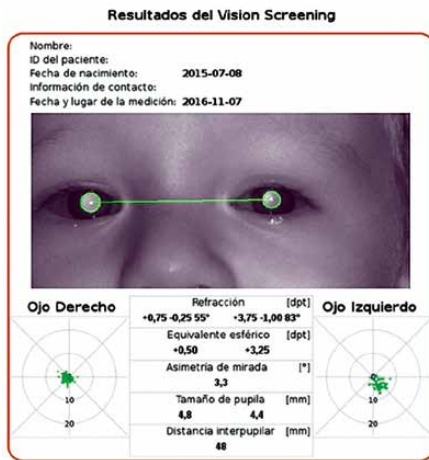 Resultados del Vision Screening
Nombre:
ID del paciente:
Fecha de nacimiento: 2015-07-08
Información de contacto:
Fecha y lugar de la medición: 2016-11-07
Ojo Derecho
Refracción [dpt]
+0,75 -0,25 55° +3,75 -1,00 83°
Equivalente esférico [dpt]
+0,50 +3,25
Asimetría de mirada [°]
3,3
Tamaño de pupila [mm]
4,8 4,4
Distancia interpupilar [mm]
48
Ojo Izquierdo
10
20
10
20